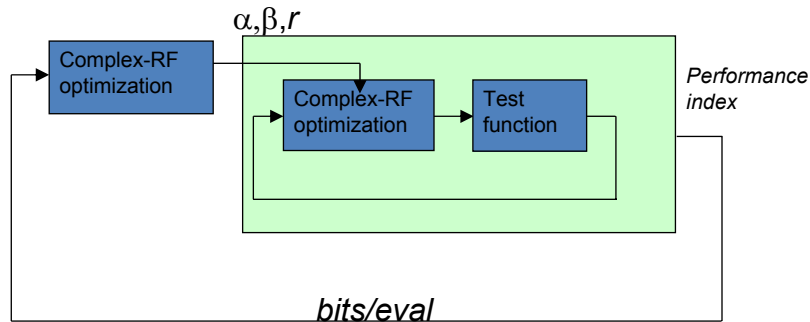 α,β,r
Complex-RF
optimization
Complex-RF
optimization
Test
function
Performance
index
bits/eval